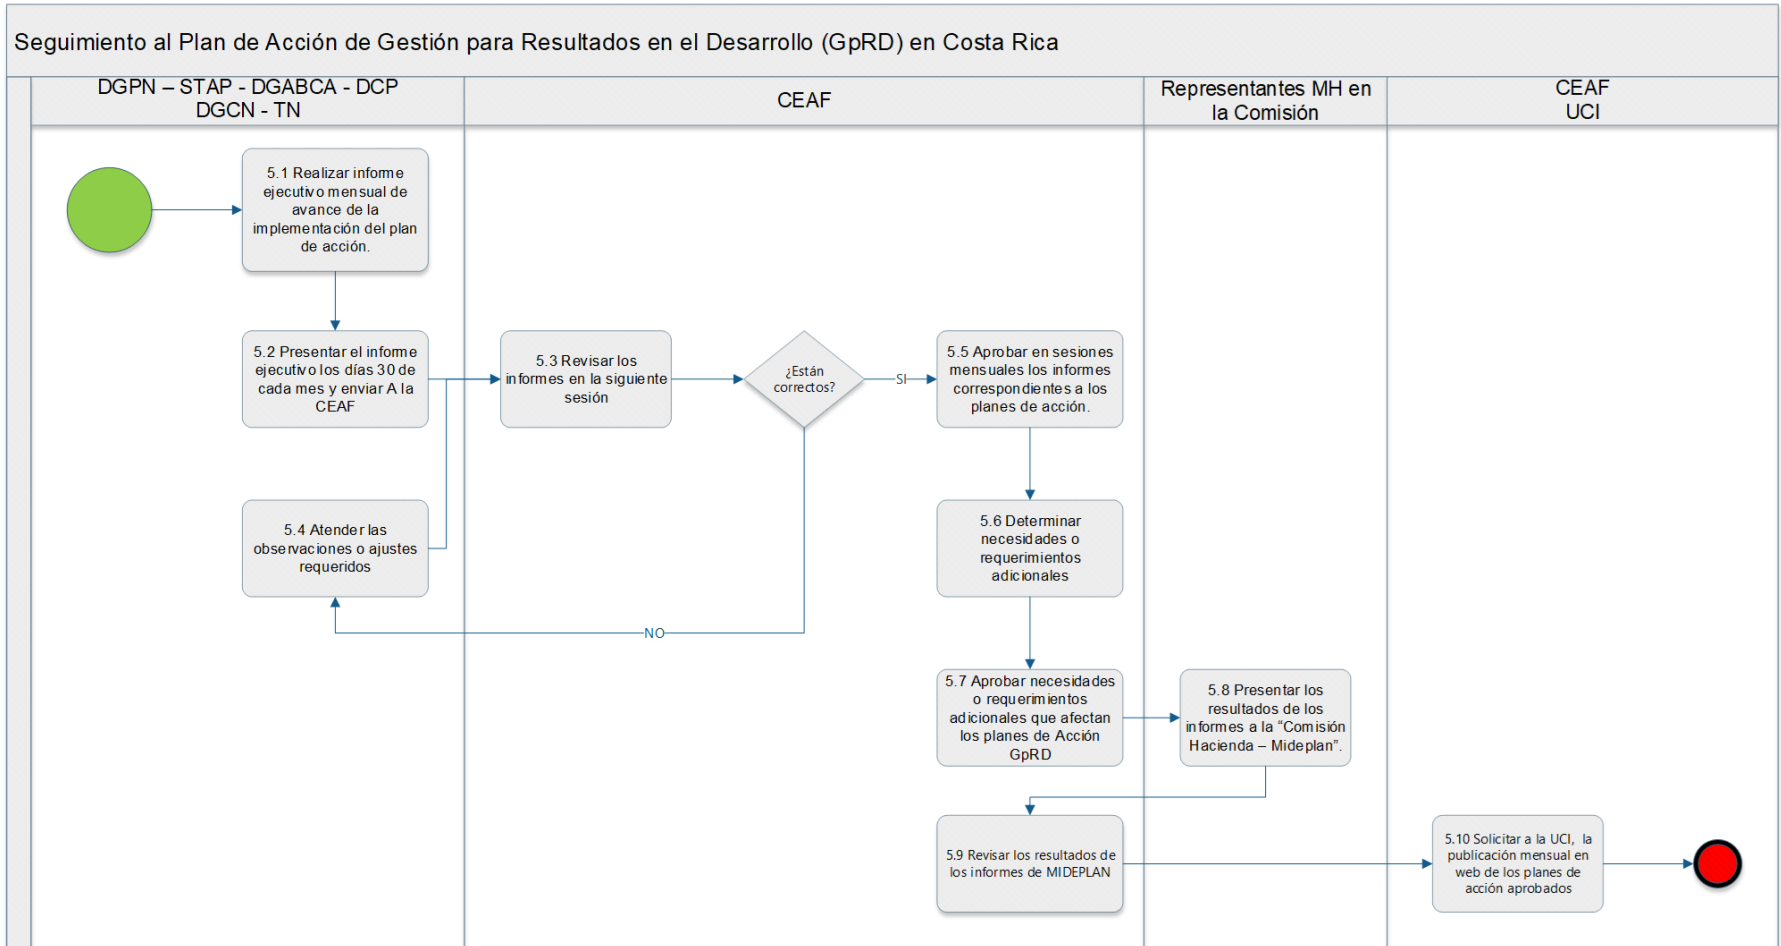 Seguimiento al Plan de Acción de Gestión para Resultados en el Desarrollo (GpRD) en Costa Rica
DGPN – STAP - DGABCA - DCP
DGCN - TN
CEAF
Representantes MH en
la Comisión
CEAF
UCI
5.1 Realizar informe
ejecutivo mensual de
avance de la
implementación del plan
de acción.
5.2 Presentar el informe
ejecutivo los días 30 de
cada mes y enviar A la
CEAF
5.3 Revisar los
informes en la siguiente
sesión
¿Están
correctos?
SI
5.5 Aprobar en sesiones
mensuales los informes
correspondientes a los
planes de acción.
5.4 Atender las
observaciones o ajustes
requeridos
NO
5.6 Determinar
necesidades o
requerimientos
adicionales
5.7 Aprobar necesidades
o requerimientos
adicionales que afectan
los planes de Acción
GpRD
5.8 Presentar los
resultados de los
informes a la “Comisión
Hacienda – Mideplan”.
5.9 Revisar los resultados de
los informes de MIDEPLAN
5.10 Solicitar a la UCI, la
publicación mensual en
web de los planes de
acción aprobados